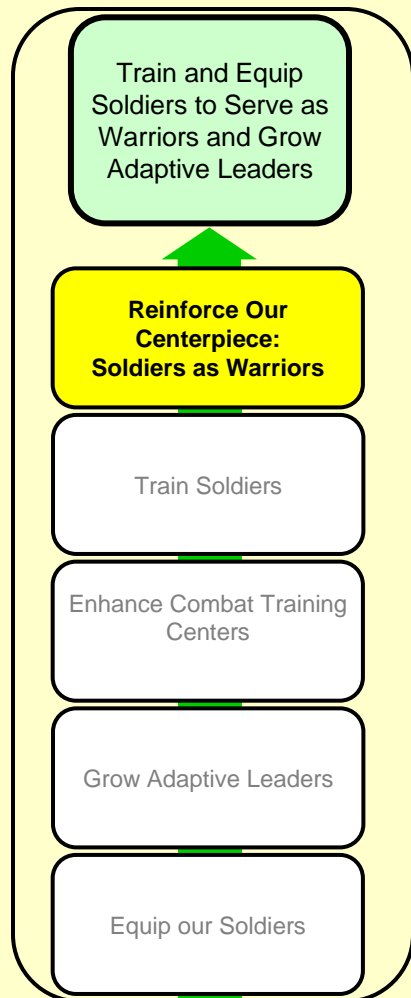 Train and Equip
Soldiers to Serve as
Warriors and Grow
Adaptive Leaders
Reinforce Our
Centerpiece:
Soldiers as Warriors
Train Soldiers
Enhance Combat Training
Centers
Grow Adaptive Leaders
Equip our Soldiers